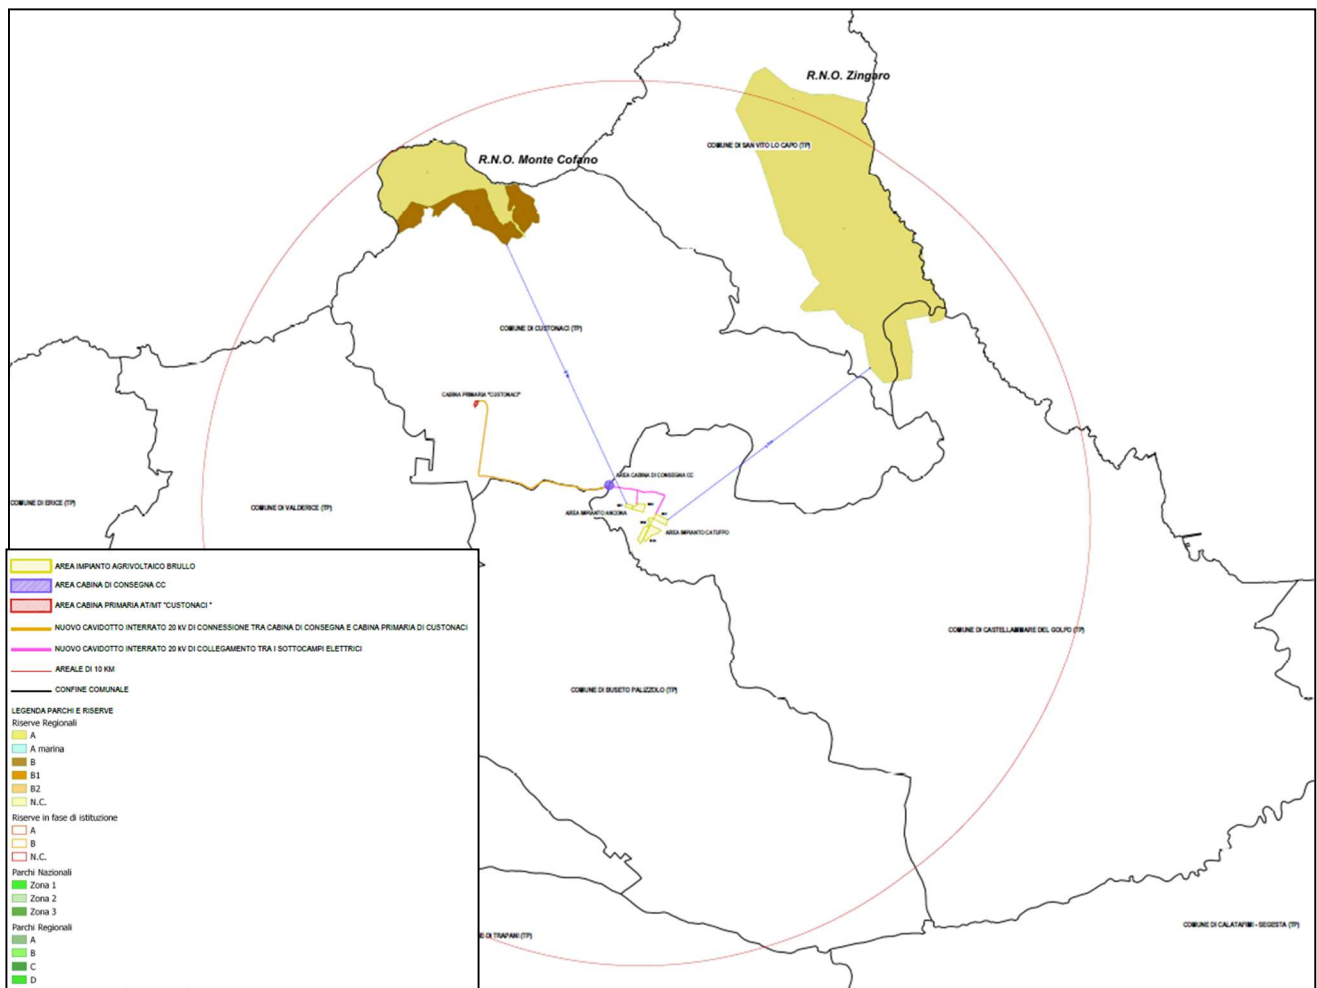 R.N.O. Zingaro
COMUNE DI SAN VITO LO CAPO (TP)
R.N.O. Monte Cofano
COMUNE DI CUSTONACI (TP)
CABINA PRIMARIA "CUSTONACI"
AREA CABINA DI CONSEGNA CC
COMUNE DI ERICE (TP)
COMUNE DI VALDERICE (TP)
AREA IMPIANTO ANCONA
AREA IMPIANTO CATUFFO
COMUNE DI CASTELLAMMARE DEL GOLFO (TP)
COMUNE DI BUSETO PALIZZOLO (TP)
NE DI TRAPANI (TP)
COMUNE DI CALATAFIMI - SEGESTA (TP)
AREA IMPIANTO AGRIVOLTAICO BRULLO
AREA CABINA DI CONSEGNA CC
AREA CABINA PRIMARIA AT/MT "CUSTONACI "
NUOVO CAVIDOTTO INTERRATO 20 kV DI CONNESSIONE TRA CABINA DI CONSEGNA E CABINA PRIMARIA DI CUSTONACI
NUOVO CAVIDOTTO INTERRATO 20 kV DI COLLEGAMENTO TRA I SOTTOCAMPI ELETTRICI
AREALE DI 10 KM
CONFINE COMUNALE
LEGENDA PARCHI E RISERVE
Riserve Regionali
A
A marina
B
B1
B2
N.C.
Riserve in fase di istituzione
A
B
N.C.
Parchi Nazionali
Zona 1
Zona 2
Zona 3
Parchi Regionali
A
B
C
D